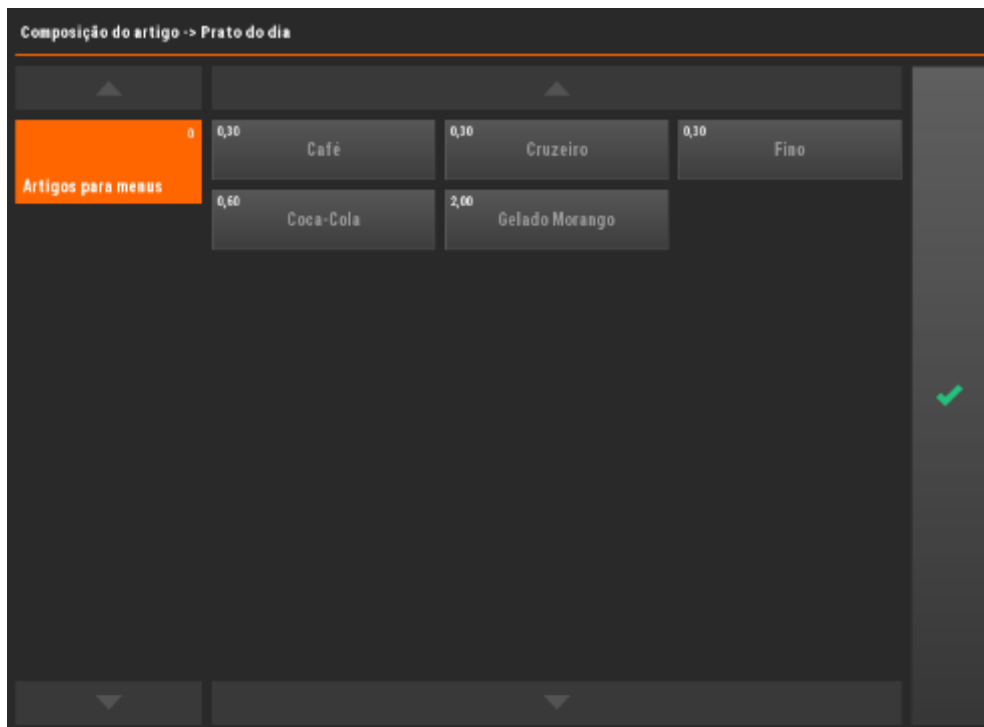 Composição do artigo -> Prato do dia
0
Artigos para menus
0,30
Café
0,30
Cruzeiro
0,30
Fino
0,60
Coca-Cola
2,00
Gelado Morango